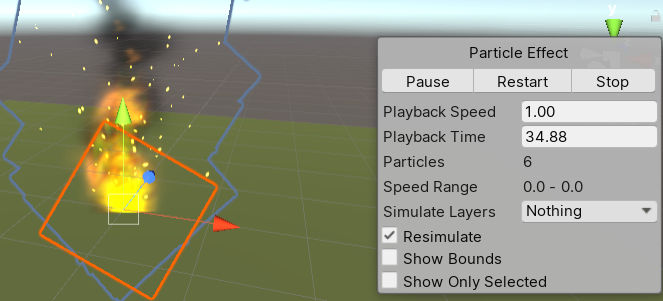 y
Particle Effect
Pause Restart Stop
Playback Speed 1.00
Playback Time 34.88
Particles 6
Speed Range 0.0 - 0.0
Simulate Layers Nothing
Resimulate
Show Bounds
Show Only Selected